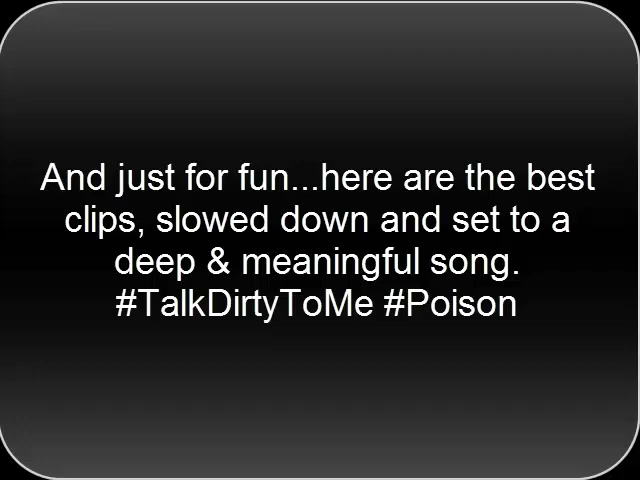 And just for fun...here are the best
clips, slowed down and set to a
deep & meaningful song.
#TalkDirtyToMe #Poison